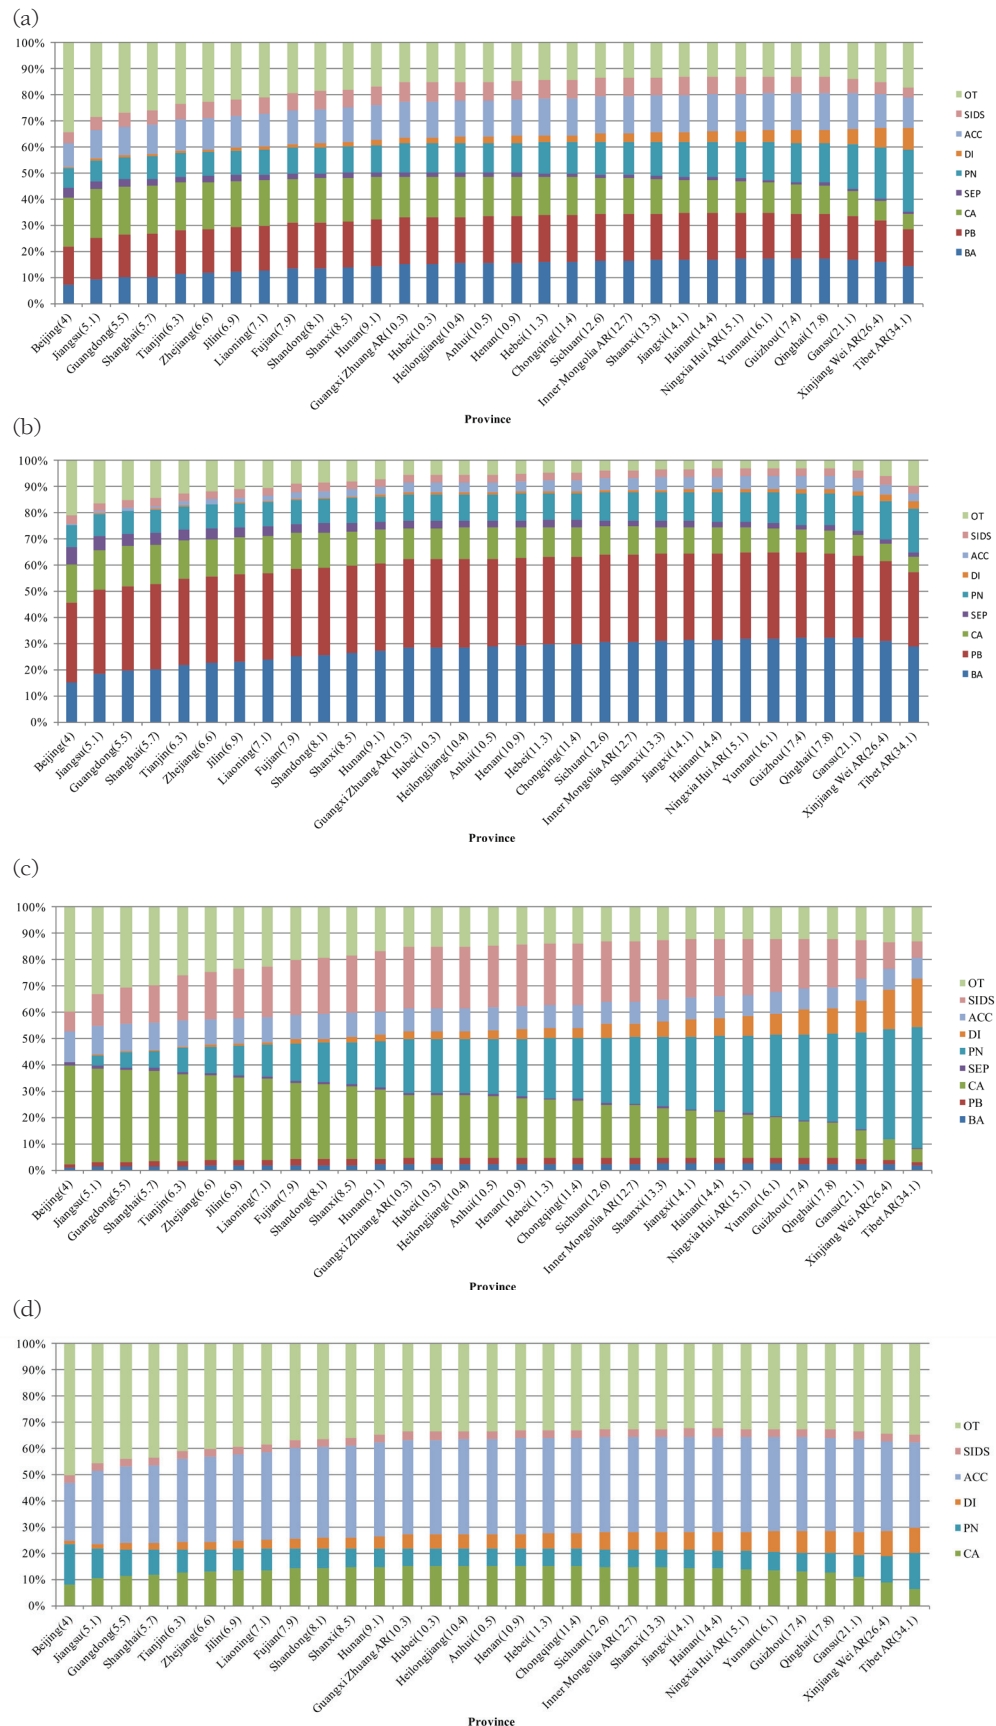 (a)
100%
90%
80%
70%
60%
50%
40%
30%
20%
10%
0%
OT
SIDS
ACC
DI
PN
SEP
CA
PB
BA
Beijing(4)
Jiangsu(5.1)
Guangdong(5.5)
Shanghai(5.7)
Tianjin(6.3)
Zhejiang(6.6)
Jilin(6.9)
Liaoning(7.1)
Fujian(7.9)
Shandong(8.1)
Shanxi(8.5)
Hunan(9.1)
Guangxi Zhuang AR(10.3)
Hubei(10.3)
Heilongjiang(10.4)
Anhui(10.5)
Henan(10.9)
Hebei(11.3)
Chongqing(11.4)
Sichuan(12.6)
Inner Mongolia AR(12.7)
Shaanxi(13.3)
Jiangxi(14.1)
Hainan(14.4)
Ningxia Hui AR(15.1)
Yunnan(16.1)
Guizhou(17.4)
Qinghai(17.8)
Gansu(21.1)
Xinjiang Wei AR(26.4)
Tibet AR(34.1)
Province
(b)
100%
90%
80%
70%
60%
50%
40%
30%
20%
10%
0%
OT
SIDS
ACC
DI
PN
SEP
CA
PB
BA
Beijing(4)
Jiangsu(5.1)
Guangdong(5.5)
Shanghai(5.7)
Tianjin(6.3)
Zhejiang(6.6)
Jilin(6.9)
Liaoning(7.1)
Fujian(7.9)
Shandong(8.1)
Shanxi(8.5)
Hunan(9.1)
Guangxi Zhuang AR(10.3)
Hubei(10.3)
Heilongjiang(10.4)
Anhui(10.5)
Henan(10.9)
Hebei(11.3)
Chongqing(11.4)
Sichuan(12.6)
Inner Mongolia AR(12.7)
Shaanxi(13.3)
Jiangxi(14.1)
Hainan(14.4)
Ningxia Hui AR(15.1)
Yunnan(16.1)
Guizhou(17.4)
Qinghai(17.8)
Gansu(21.1)
Xinjiang Wei AR(26.4)
Tibet AR(34.1)
Province
(c)
100%
90%
80%
70%
60%
50%
40%
30%
20%
10%
0%
OT
SIDS
ACC
DI
PN
SEP
CA
PB
BA
Beijing(4)
Jiangsu(5.1)
Guangdong(5.5)
Shanghai(5.7)
Tianjin(6.3)
Zhejiang(6.6)
Jilin(6.9)
Liaoning(7.1)
Fujian(7.9)
Shandong(8.1)
Shanxi(8.5)
Hunan(9.1)
Guangxi Zhuang AR(10.3)
Hubei(10.3)
Heilongjiang(10.4)
Anhui(10.5)
Henan(10.9)
Hebei(11.3)
Chongqing(11.4)
Sichuan(12.6)
Inner Mongolia AR(12.7)
Shaanxi(13.3)
Jiangxi(14.1)
Hainan(14.4)
Ningxia Hui AR(15.1)
Yunnan(16.1)
Guizhou(17.4)
Qinghai(17.8)
Gansu(21.1)
Xinjiang Wei AR(26.4)
Tibet AR(34.1)
Province
(d)
100%
90%
80%
70%
60%
50%
40%
30%
20%
10%
0%
OT
SIDS
ACC
DI
PN
CA
Beijing(4)
Jiangsu(5.1)
Guangdong(5.5)
Shanghai(5.7)
Tianjin(6.3)
Zhejiang(6.6)
Jilin(6.9)
Liaoning(7.1)
Fujian(7.9)
Shandong(8.1)
Shanxi(8.5)
Hunan(9.1)
Guangxi Zhuang AR(10.3)
Hubei(10.3)
Heilongjiang(10.4)
Anhui(10.5)
Henan(10.9)
Hebei(11.3)
Chongqing(11.4)
Sichuan(12.6)
Inner Mongolia AR(12.7)
Shaanxi(13.3)
Jiangxi(14.1)
Hainan(14.4)
Ningxia Hui AR(15.1)
Yunnan(16.1)
Guizhou(17.4)
Qinghai(17.8)
Gansu(21.1)
Xinjiang Wei AR(26.4)
Tibet AR(34.1)
Province